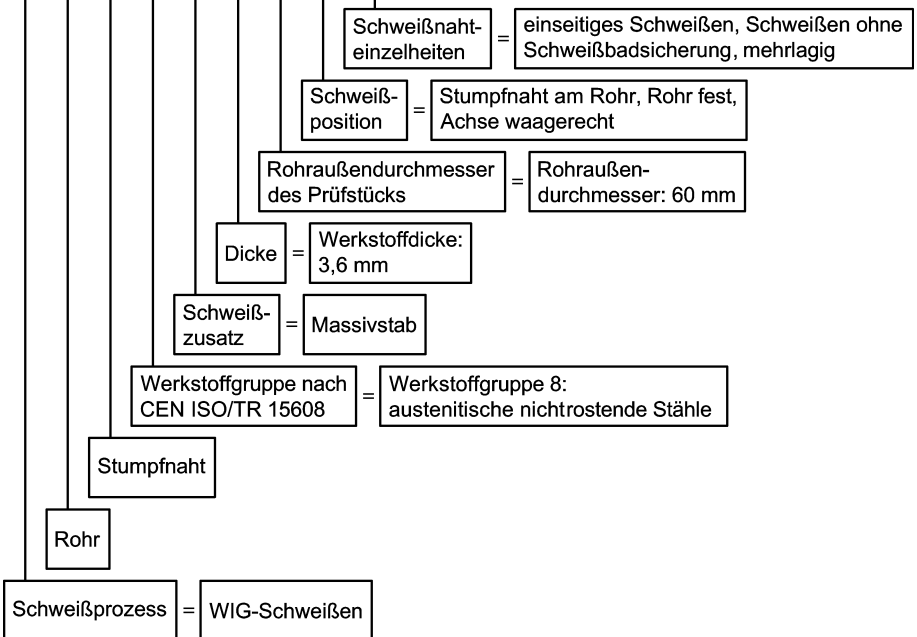 Schweißnaht-
einzelheiten
=
einseitiges Schweißen, Schweißen ohne
Schweißbadsicherung, mehrlagig
Schweiß-
position
=
Stumpfnaht am Rohr, Rohr fest,
Achse waagerecht
Rohraußendurchmesser
des Prüfstücks
=
Rohraußen-
durchmesser: 60 mm
Dicke
=
Werkstoffdicke:
3,6 mm
Schweiß-
zusatz
=
Massivstab
Werkstoffgruppe nach
CEN ISO/TR 15608
=
Werkstoffgruppe 8:
austenitische nichtrostende Stähle
Stumpfnaht
Rohr
Schweißprozess
=
WIG-Schweißen